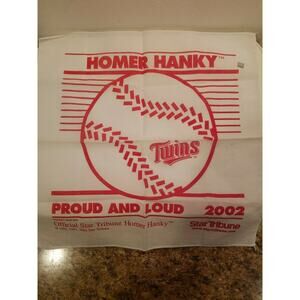 HOMER HANKY™
Twins
PROUD AND LOUD 2002
Official Star Tribune Homer Hanky™
StarTribune